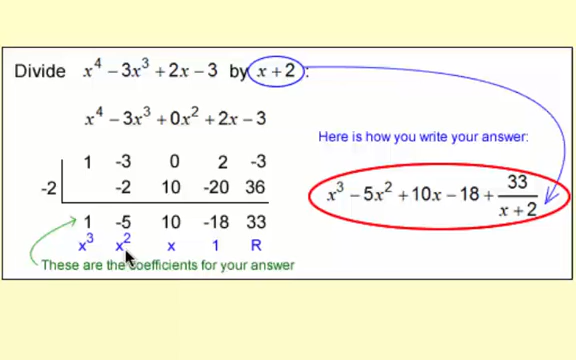 Divide x⁴ − 3x³ + 2x − 3 by x + 2 :
x⁴ − 3x³ + 0x² + 2x − 3
Here is how you write your answer:
1 -3 0 2 -3
-2 -2 10 -20 36
1 -5 10 -18 33
x³ x² x 1 R
x³ − 5x² + 10x − 18 + 33/(x + 2)
These are the coefficients for your answer